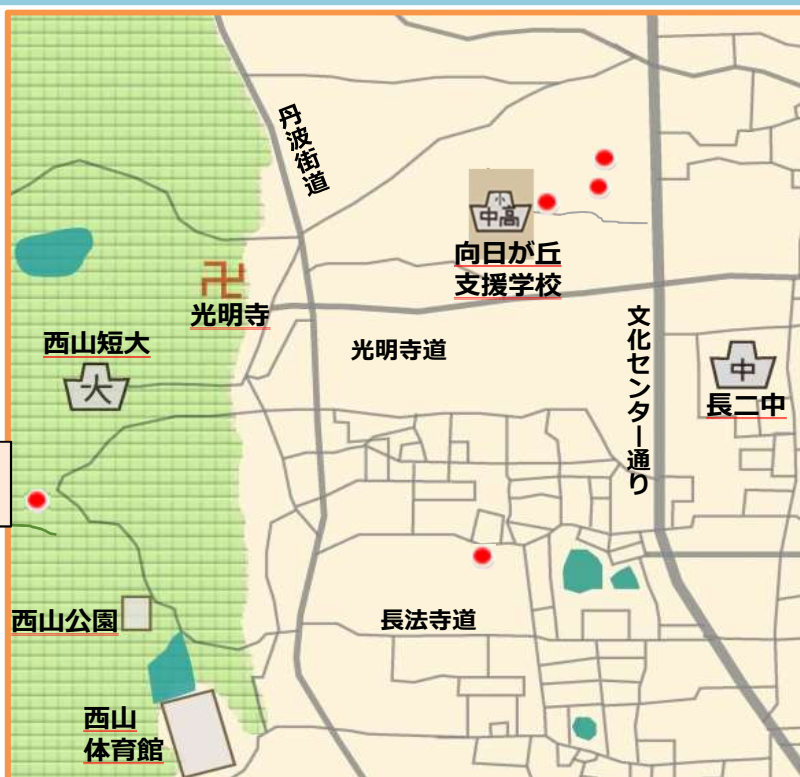 丹波街道
小
中高
向日が丘
支援学校
卍
光明寺
文化センター通り
西山短大
光明寺道
大
中
長二中
西山公園
長法寺道
西山
体育館